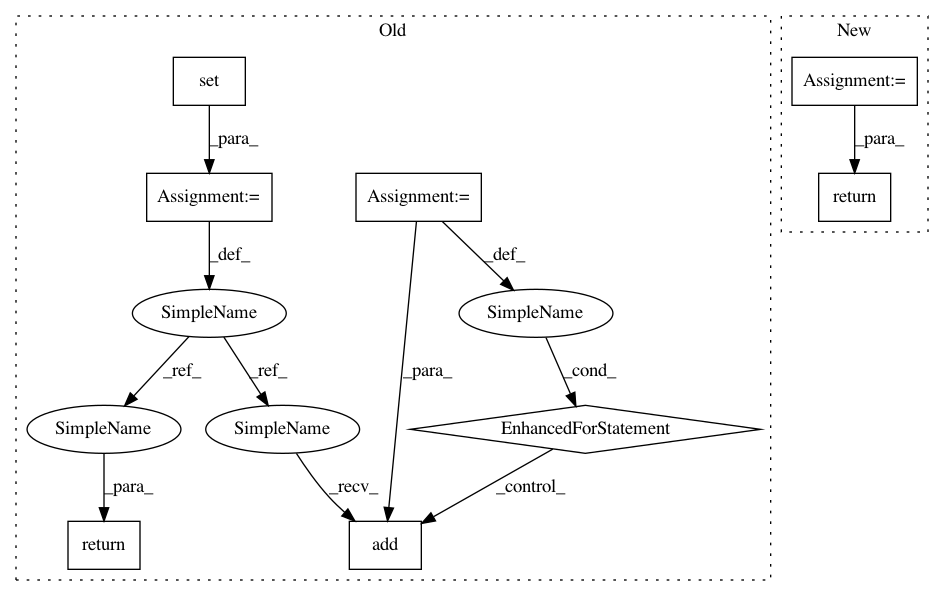 Old
New
set
Assignment:=
_para_
_para_
Assignment:=
Assignment:=
return
_def_
_def_
SimpleName
SimpleName
_ref_
_ref_
_para_
_cond_
SimpleName
SimpleName
EnhancedForStatement
_para_
_recv_
_control_
return
add